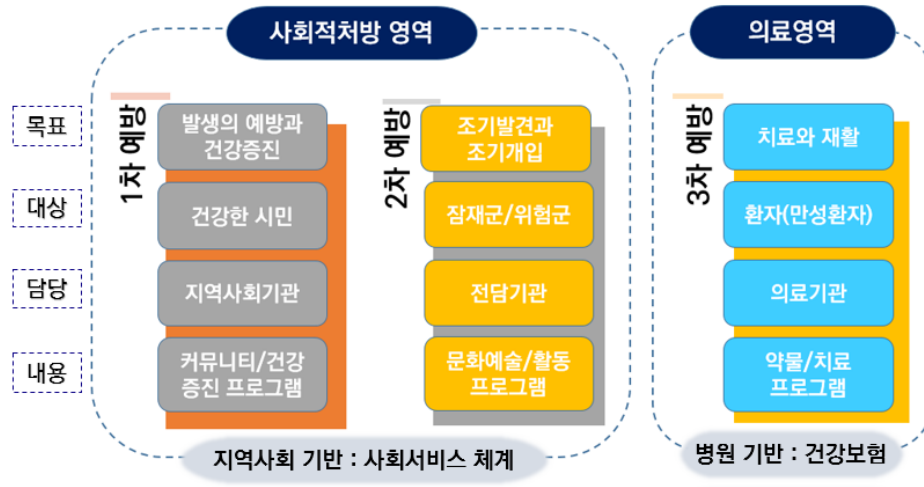 사회적처방 영역
의료영역
목표
대상
담당
내용
1차 예방
발생의 예방과
건강증진
건강한 시민
지역사회기관
커뮤니티/건강
증진 프로그램
2차 예방
조기발견과
조기개입
잠재군/위험군
전담기관
문화예술/활동
프로그램
3차 예방
치료와 재활
환자(만성환자)
의료기관
약물/치료
프로그램
지역사회 기반 : 사회서비스 체계
병원 기반 : 건강보험